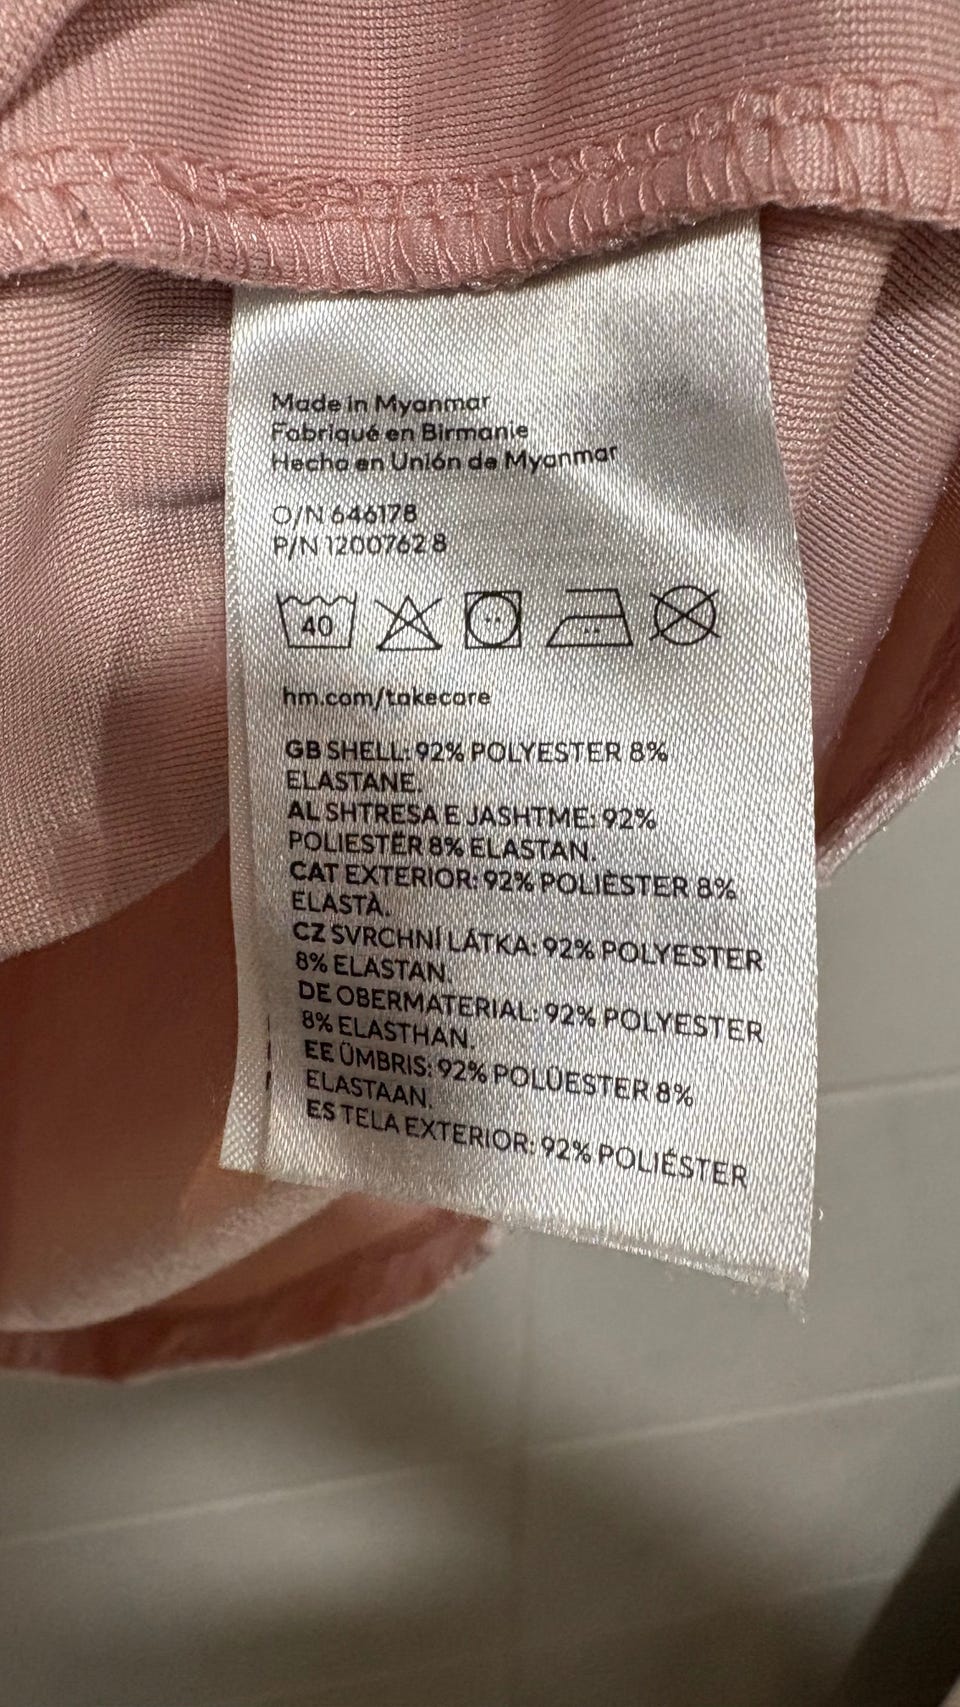 Made in Myanmar
Fabriqué en Birmanie
Hecho en Unión de Myanmar
O/N 646178
P/N 1200762 8
40
hm.com/takecare
GB SHELL: 92% POLYESTER 8%
ELASTANE.
AL SHTRESA E JASHTME: 92%
POLIESTËR 8% ELASTAN.
CAT EXTERIOR: 92% POLIÈSTER 8%
ELASTÀ.
CZ SVRCHNÍ LÁTKA: 92% POLYESTER
8% ELASTAN.
DE OBERMATERIAL: 92% POLYESTER
8% ELASTHAN.
EE ÜMBRIS: 92% POLÜESTER 8%
ELASTAAN.
ES TELA EXTERIOR: 92% POLIÉSTER